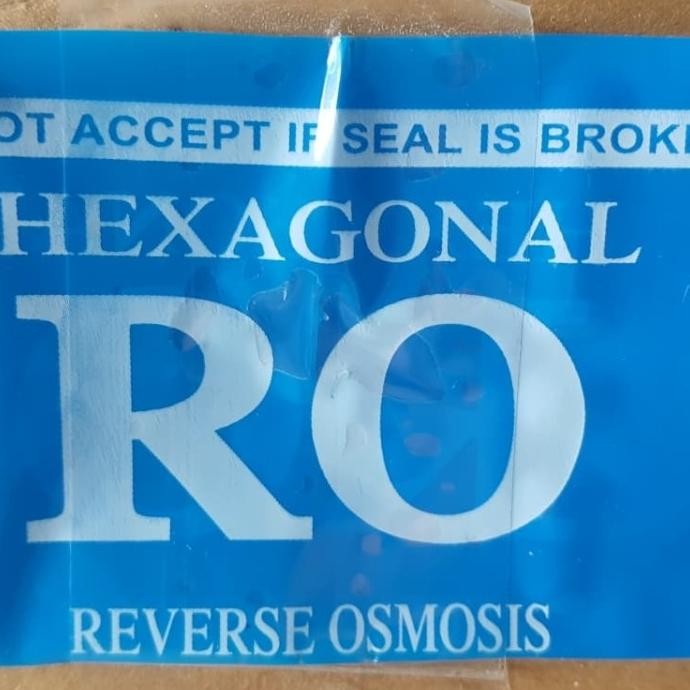 OT ACCEPT IF SEAL IS BROK
HEXAGONAL
RO
REVERSE OSMOSIS